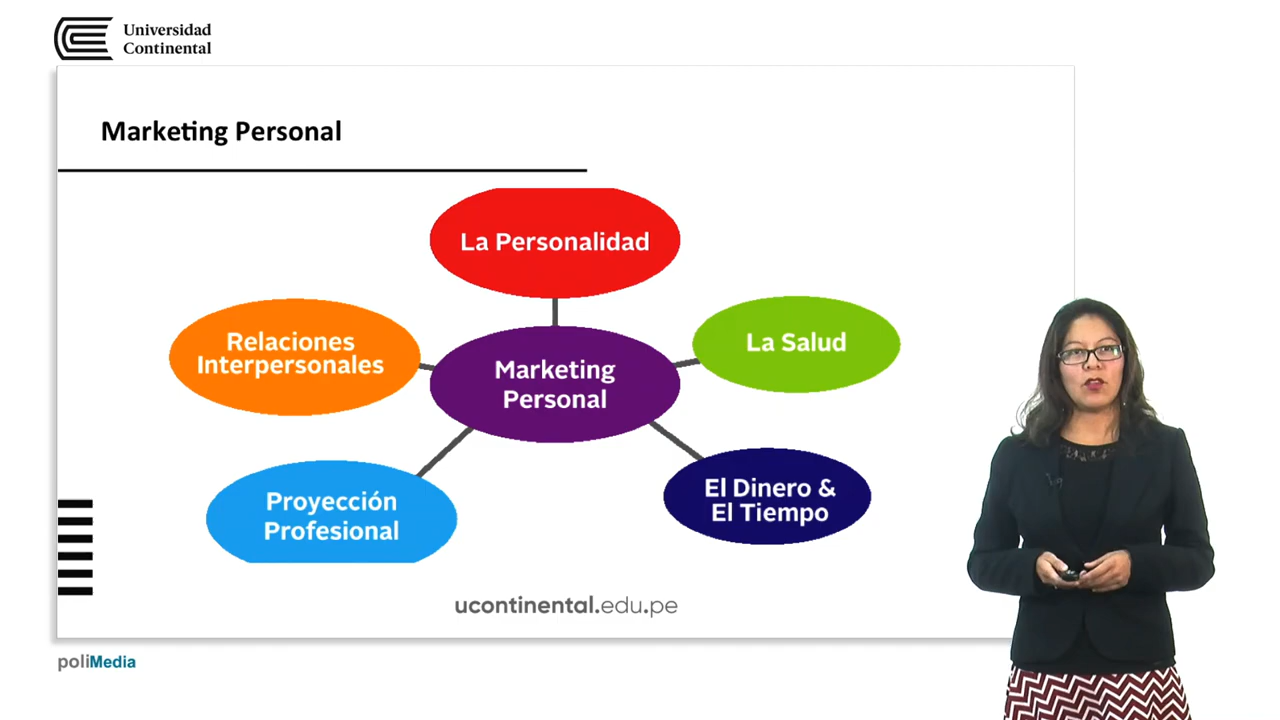 Universidad
Continental
Marketing Personal
La Personalidad
Relaciones
Interpersonales
La Salud
Marketing
Personal
Proyección
Profesional
El Dinero &
El Tiempo
ucontinental.edu.pe
poliMedia